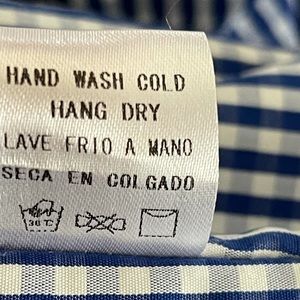 HAND WASH COLD
HANG DRY
LAVE FRIO A MANO
SECA EN COLGADO
30℃